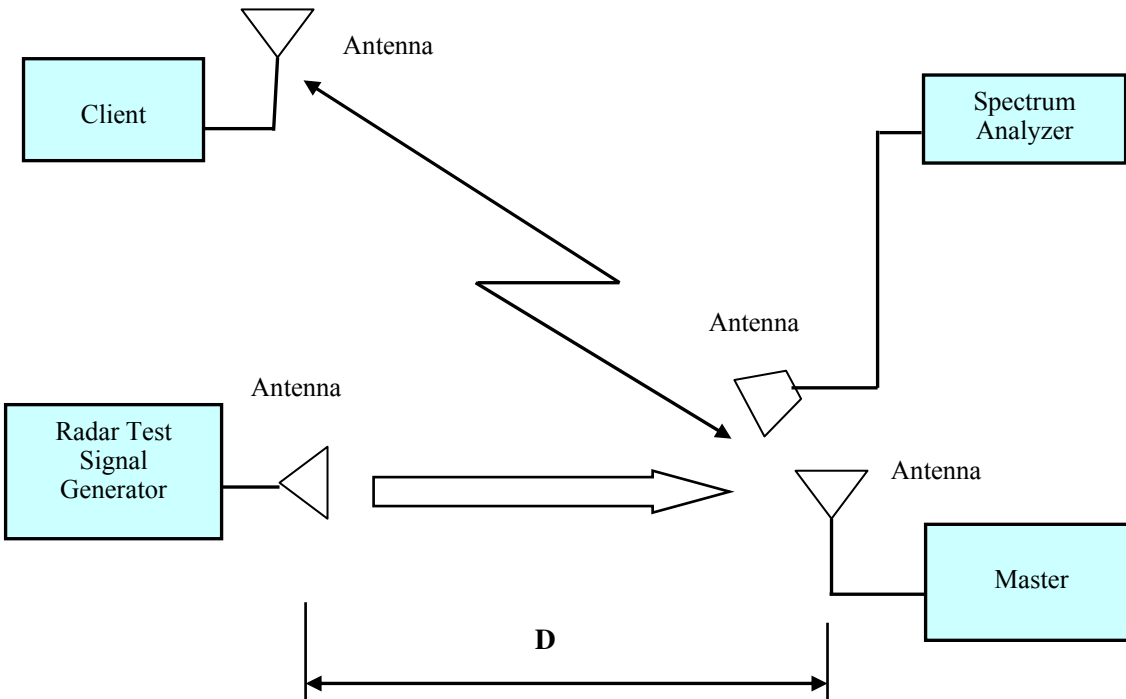 Antenna
Client
Spectrum
Analyzer
Antenna
Antenna
Radar Test
Signal
Generator
Antenna
Master
D